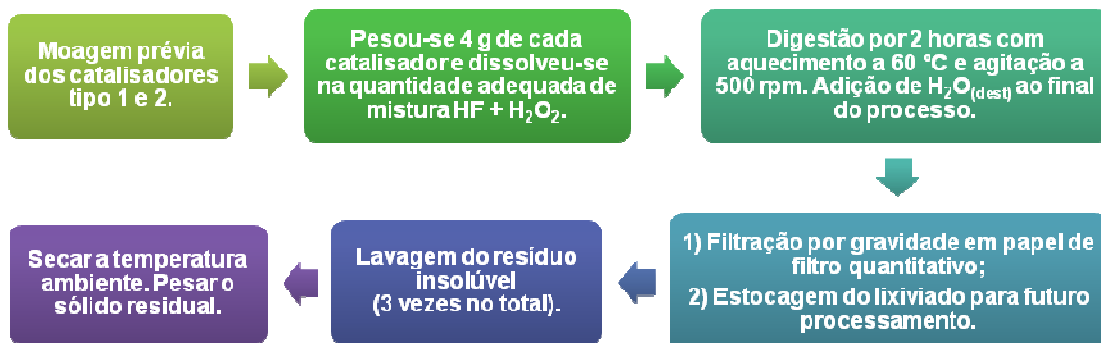 Moagem prévia
dos catalisadores
tipo 1 e 2.
Pesou-se 4 g de cada
catalisador e dissolveu-se
na quantidade adequada de
mistura HF + H₂O₂.
Digestão por 2 horas com
aquecimento a 60 ºC e agitação a
500 rpm. Adição de H₂O(dest) ao final
do processo.
1) Filtração por gravidade em papel de
filtro quantitativo;
2) Estocagem do lixiviado para futuro
processamento.
Lavagem do resíduo
insolúvel
(3 vezes no total).
Secar a temperatura
ambiente. Pesar o
sólido residual.